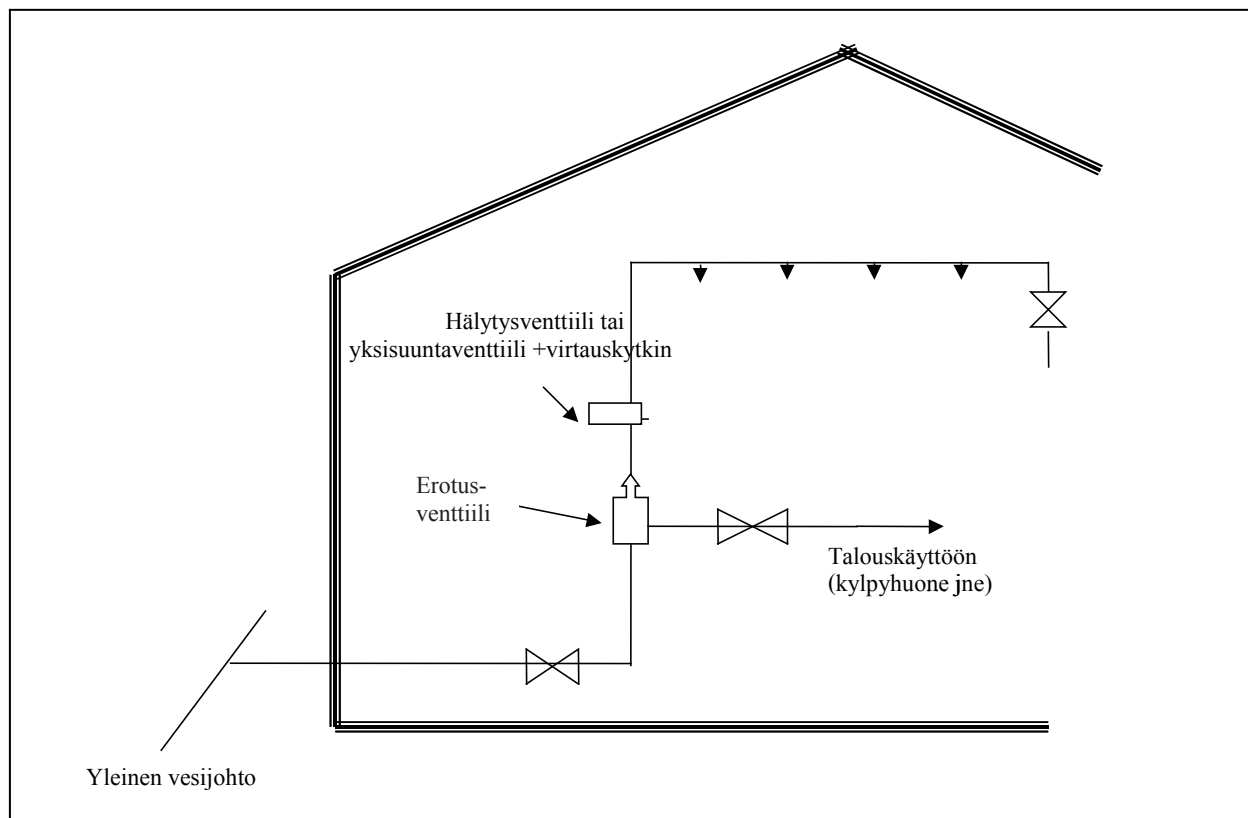 Hälytysventtiili tai
yksisuuntaventtiili +virtauskytkin
Erotus-
venttiili
Talouskäyttöön
(kylpyhuone jne)
Yleinen vesijohto